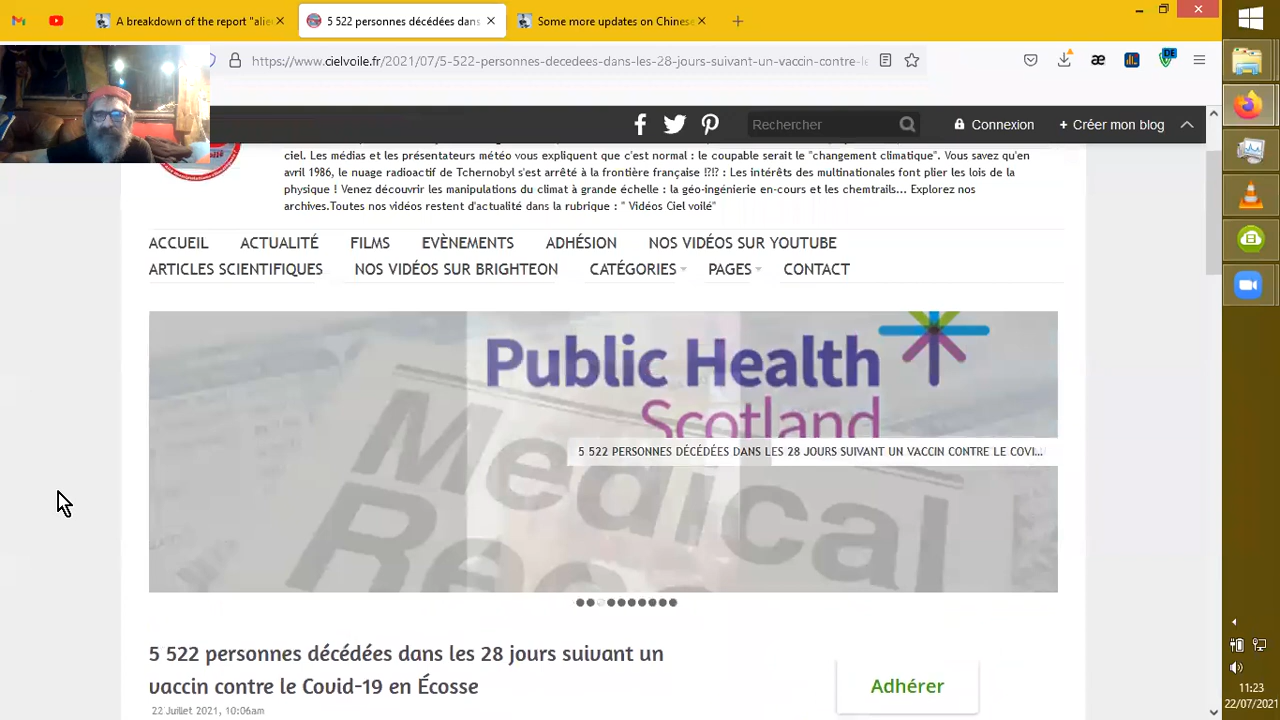 A breakdown of the report "alie
5 522 personnes décédées dans
Some more updates on Chinese
https://www.cielvoile.fr/2021/07/5-522-personnes-decedees-dans-les-28-jours-suivant-un-vaccin-contre-le
æ
DE
Rechercher
Connexion
+ Créer mon blog
ciel. Les médias et les présentateurs météo vous expliquent que c'est normal : le coupable serait le "changement climatique". Vous savez qu'en
avril 1986, le nuage radioactif de Tchernobyl s'est arrêté à la frontière française !?!? : Les intérêts des multinationales font plier les lois de la
physique ! Venez découvrir les manipulations du climat à grande échelle : la géo-ingénierie en-cours et les chemtrails... Explorez nos
archives.Toutes nos vidéos restent d'actualité dans la rubrique : " Vidéos Ciel voilé"
ACCUEIL ACTUALITÉ FILMS EVÈNEMENTS ADHÉSION NOS VIDÉOS SUR YOUTUBE
ARTICLES SCIENTIFIQUES NOS VIDÉOS SUR BRIGHTEON CATÉGORIES PAGES CONTACT
Public Health
Scotland
Medical
5 522 PERSONNES DÉCÉDÉES DANS LES 28 JOURS SUIVANT UN VACCIN CONTRE LE COVI...
5 522 personnes décédées dans les 28 jours suivant un
vaccin contre le Covid-19 en Écosse
22 Juillet 2021, 10:06am
Adhérer
11:23
22/07/2021